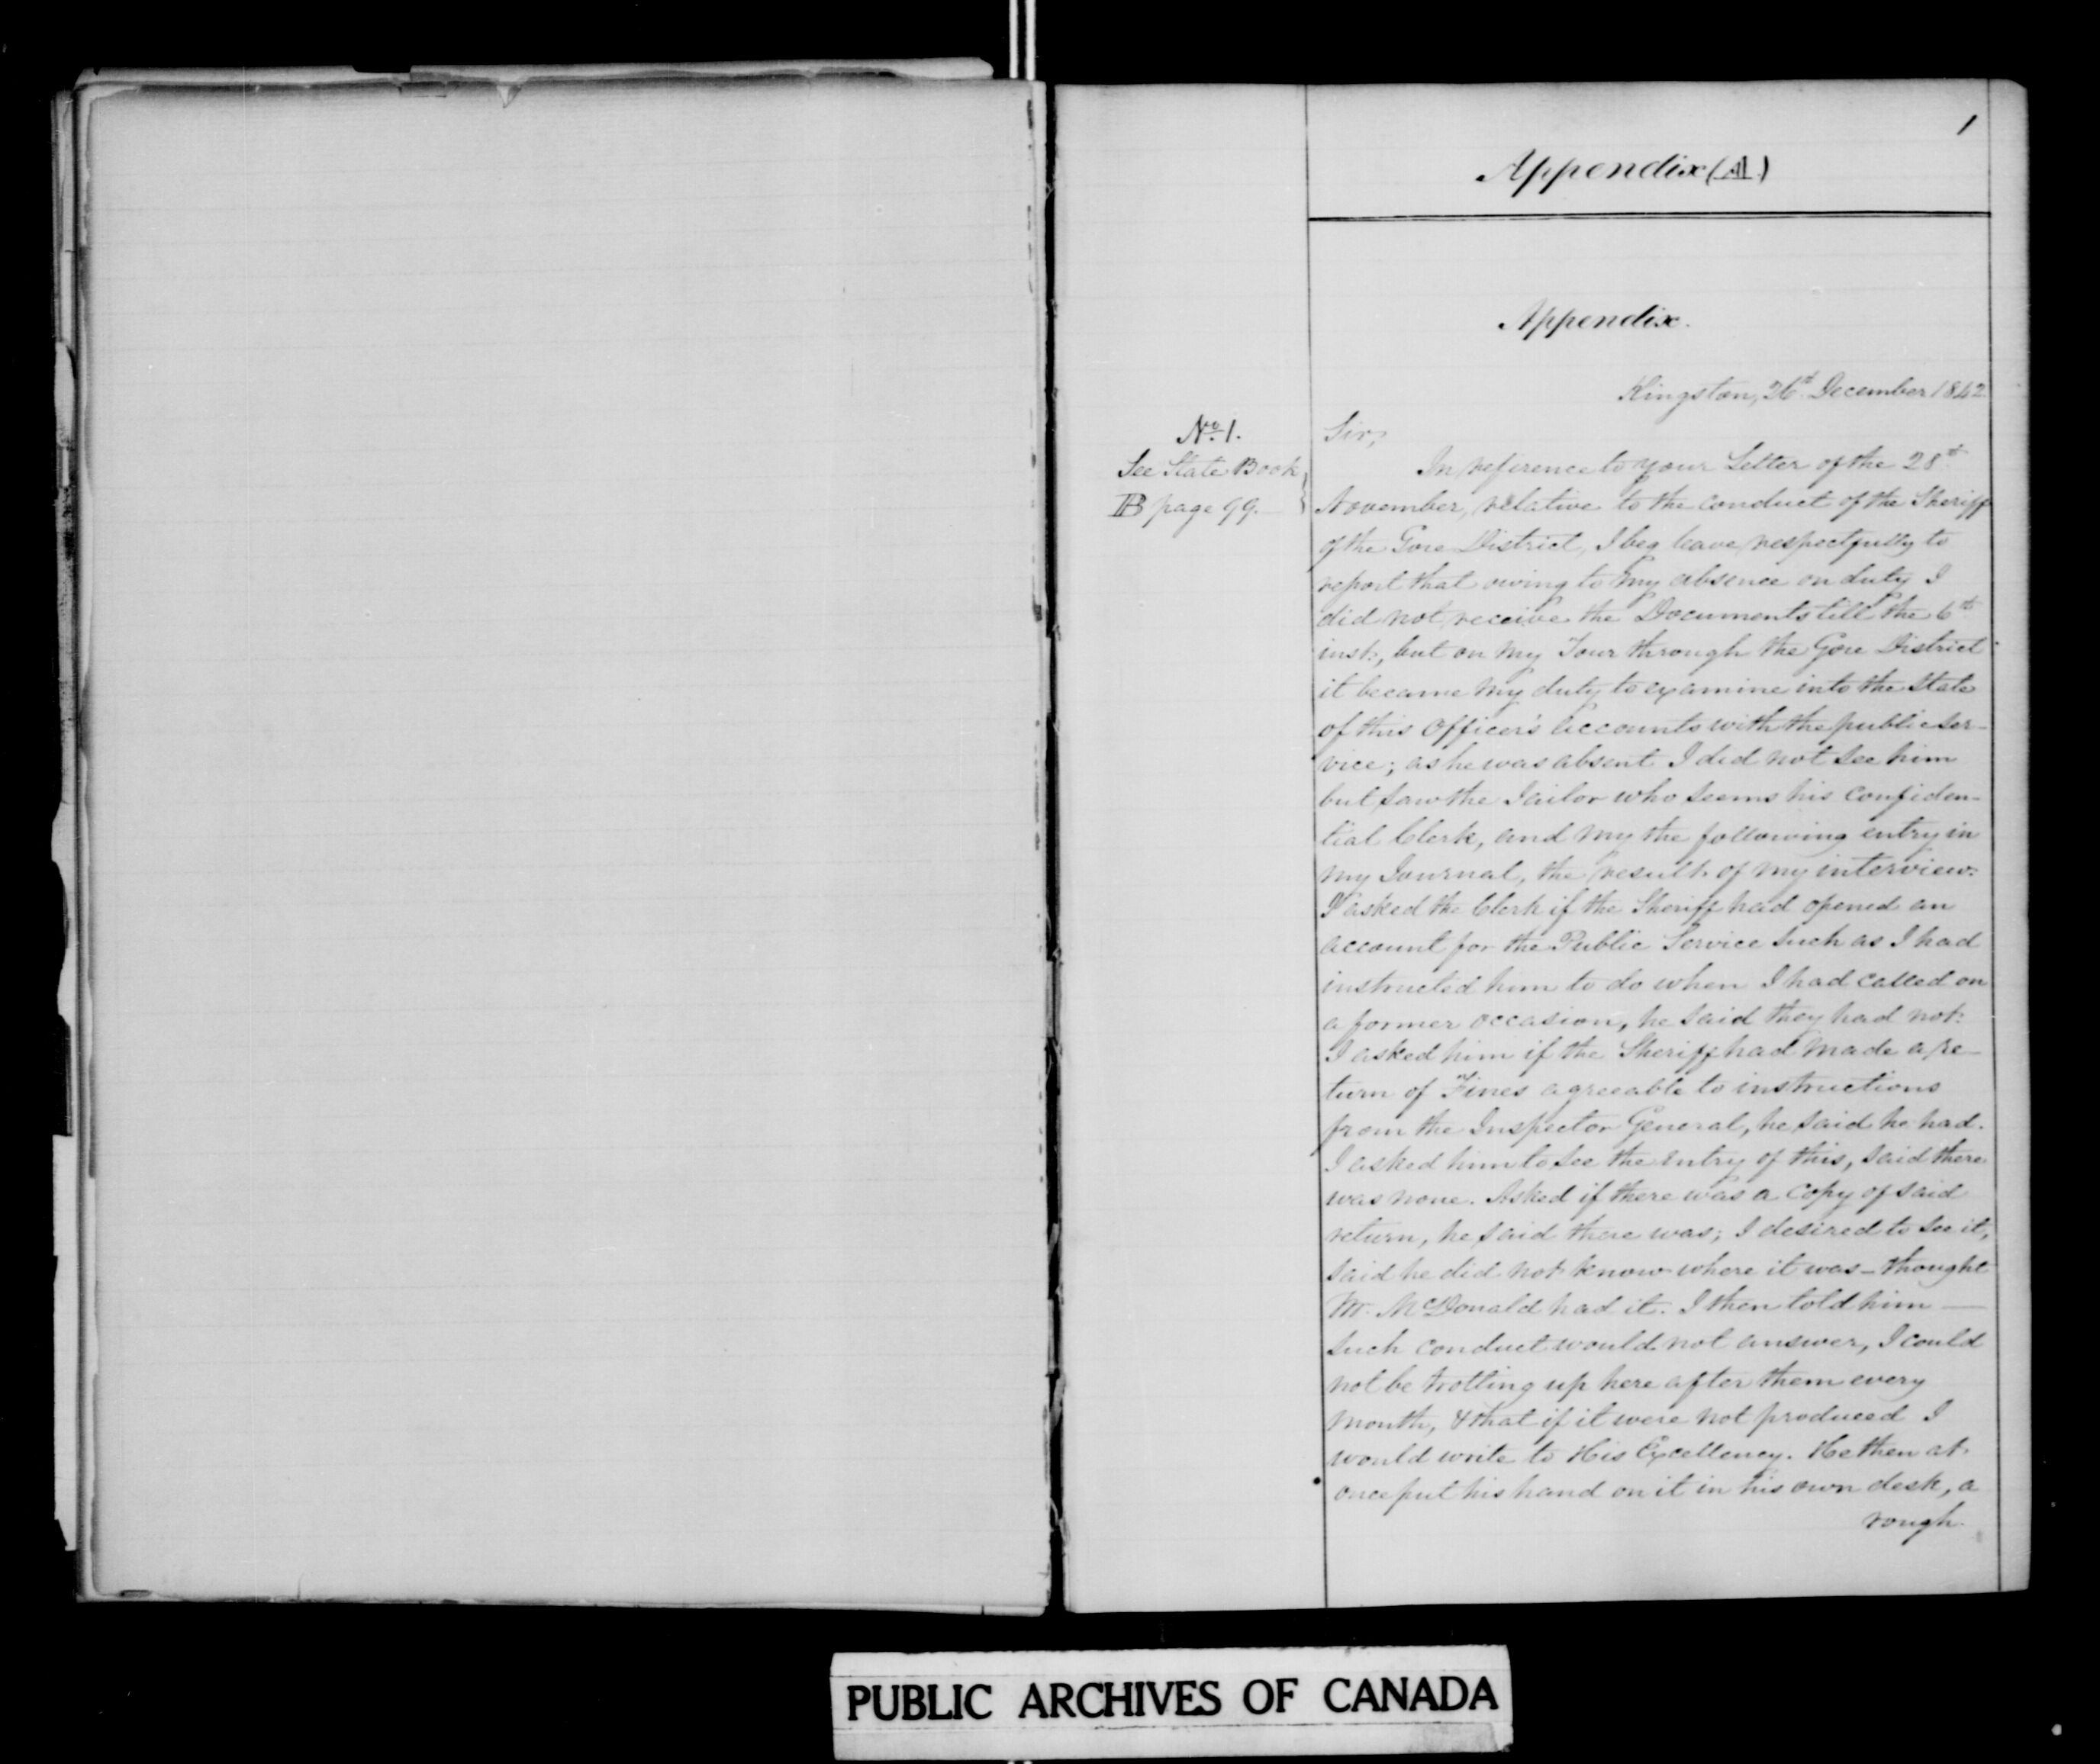 1
Appendix (A.)
Appendix.
Kingston, 26th December 1842
No. 1.
See State Book
B page 99.
Sir,
In reference to your Letter of the 28th
November, relative to the conduct of the Sheriff
of the Gore District, I beg leave respectfully to
report that owing to my absence on duty I
did not receive the Documents till the 6th
inst., but on my Tour through the Gore District
it became my duty to examine into the State
of this Officer's accounts with the public ser-
vice; as he was absent I did not see him
but saw the Jailor who seems his confiden-
tial Clerk, and my the following entry in
my Journal, the result of my interview.
I asked the Clerk if the Sheriff had opened an
account for the Public Service such as I had
instructed him to do when I had called on
a former occasion, he said they had not.
I asked him if the Sheriff had made a re-
turn of Fines agreeable to instructions
from the Inspector General, he said he had.
I asked him to see the entry of this, said there
was none. Asked if there was a copy of said
return, he said there was; I desired to see it,
said he did not know where it was - thought
Mr. McDonald had it. I then told him —
such conduct would not answer, I could
not be trotting up here after them every
month, & that if it were not produced I
would write to His Excellency. He then at
once put his hand on it in his own desk, a
rough
PUBLIC ARCHIVES OF CANADA